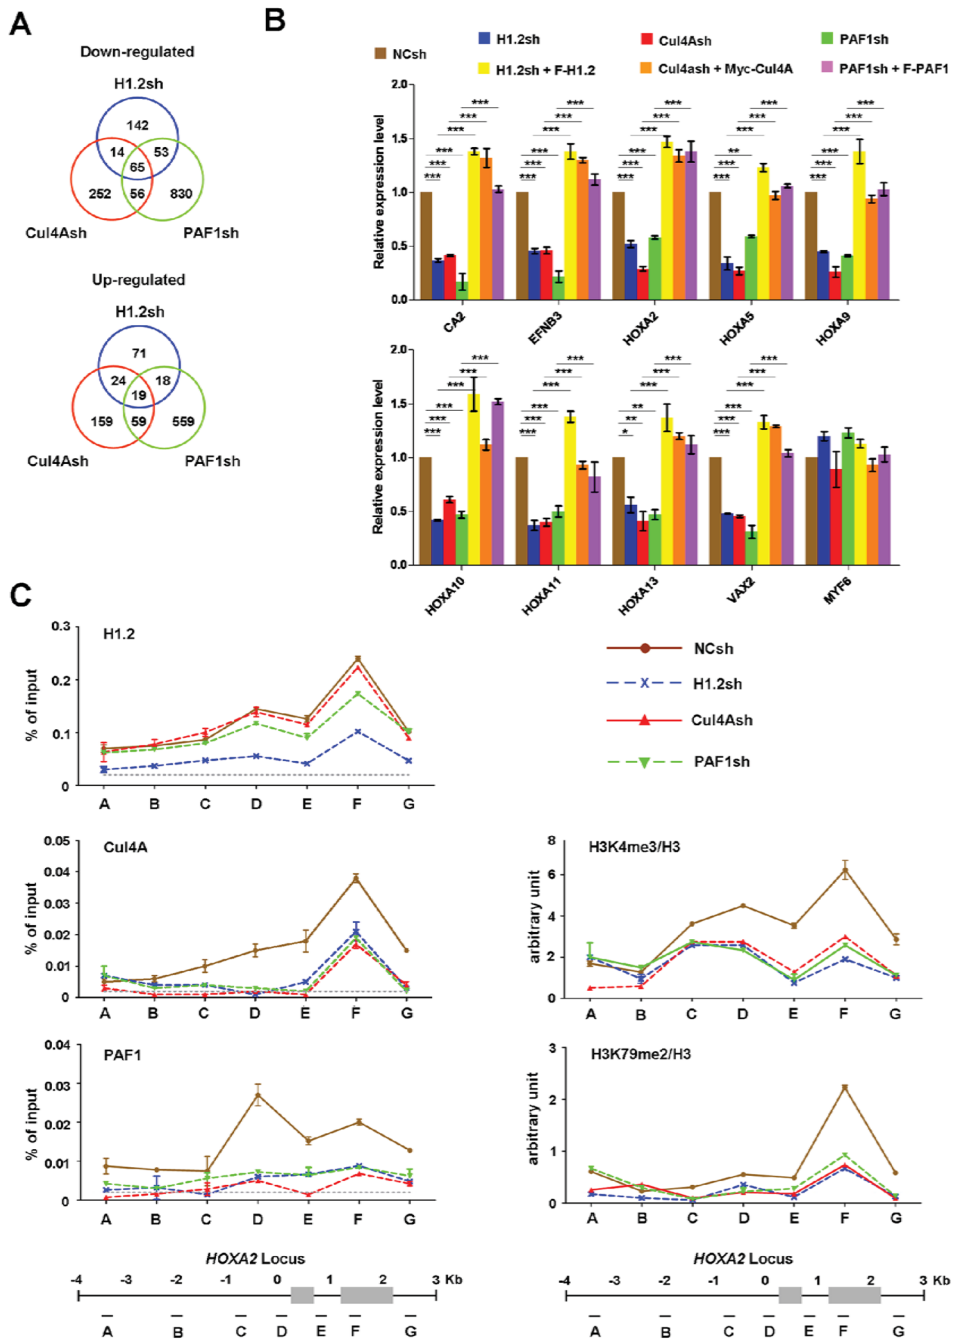 A
Down-regulated
H1.2sh
142
14
53
65
252
56
830
Cul4Ash
PAF1sh
Up-regulated
H1.2sh
71
24
18
19
159
59
559
Cul4Ash
PAF1sh
B
NCsh
H1.2sh
Cul4Ash
PAF1sh
H1.2sh + F-H1.2
Cul4ash + Myc-Cul4A
PAF1sh + F-PAF1
Relative expression level
2.0
1.5
1.0
0.5
0.0
*** *** *** *** *** ***
*** *** *** *** *** ***
*** *** *** *** *** ***
*** *** ** *** *** ***
*** *** *** *** *** ***
CA2
EFNB3
HOXA2
HOXA5
HOXA9
Relative expression level
2.0
1.5
1.0
0.5
0.0
*** *** *** *** *** ***
*** *** *** *** *** ***
* ** ** *** *** ***
*** *** *** *** *** ***
HOXA10
HOXA11
HOXA13
VAX2
MYF6
C
H1.2
% of input
0.3
0.2
0.1
0
A B C D E F G
NCsh
H1.2sh
Cul4Ash
PAF1sh
Cul4A
% of input
0.05
0.04
0.03
0.02
0.01
0
A B C D E F G
H3K4me3/H3
arbitrary unit
8
6
4
2
0
A B C D E F G
PAF1
% of input
0.04
0.03
0.02
0.01
0
A B C D E F G
H3K79me2/H3
arbitrary unit
3
2
1
0
A B C D E F G
HOXA2 Locus
-4 -3 -2 -1 0 1 2 3 Kb
A B C D E F G
HOXA2 Locus
-4 -3 -2 -1 0 1 2 3 Kb
A B C D E F G